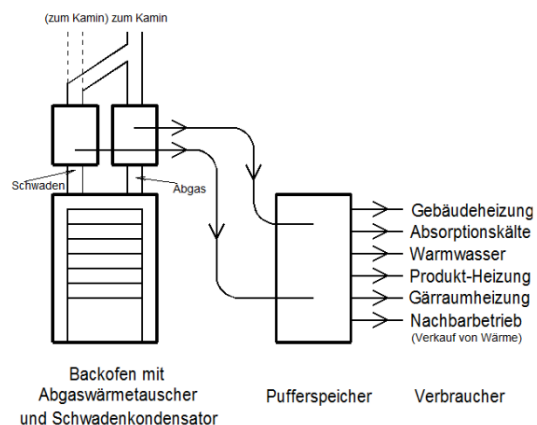 (zum Kamin) zum Kamin
Schwaden
Abgas
Gebäudeheizung
Absorptionskälte
Warmwasser
Produkt-Heizung
Gärraumheizung
Nachbarbetrieb
(Verkauf von Wärme)
Backofen mit
Abgaswärmetauscher
und Schwadenkondensator
Pufferspeicher
Verbraucher